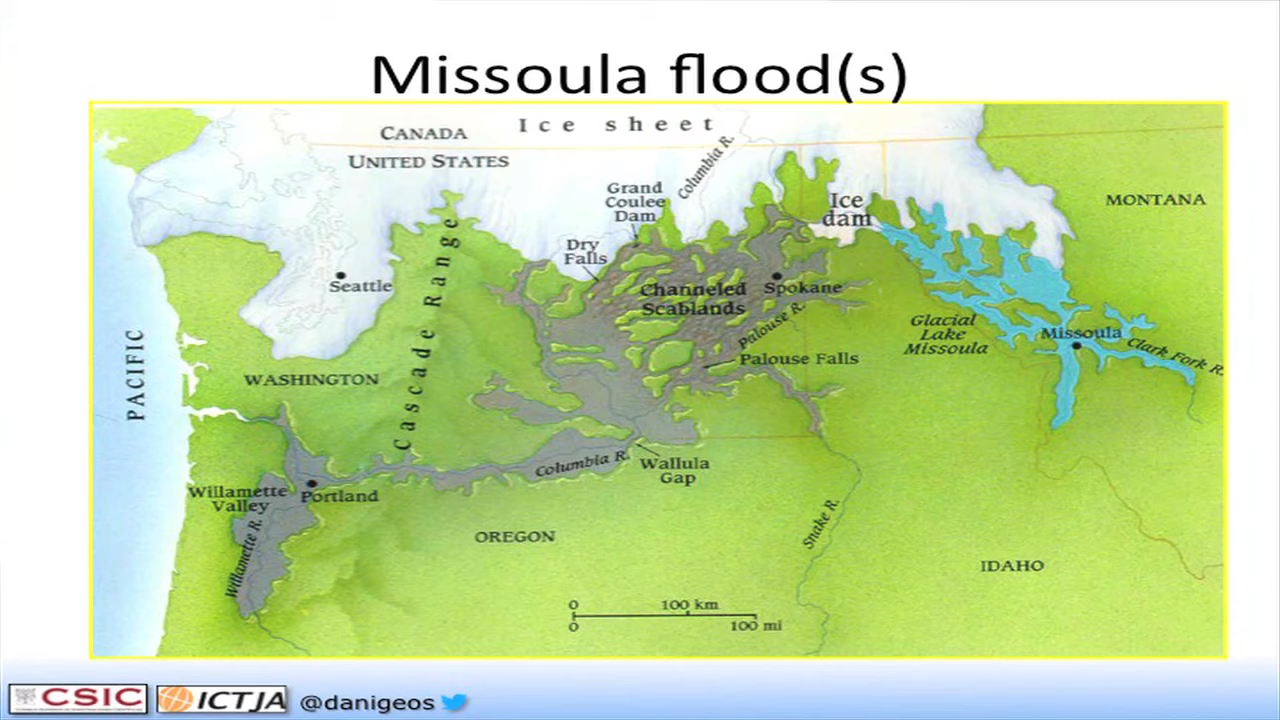 Missoula flood(s)
Ice sheet
CANADA
UNITED STATES
Columbia R.
Grand
Coulee
Dam
Ice
dam
MONTANA
Dry
Falls
Seattle
Cascade Range
Channeled
Scablands
Spokane
Palouse R.
Glacial
Lake
Missoula
Missoula
Clark Fork R.
PACIFIC
WASHINGTON
Palouse Falls
Columbia R.
Wallula
Gap
Willamette
Valley
Portland
Willamette R.
OREGON
Snake R.
IDAHO
0 100 km
0 100 mi
CSIC
ICTJA
@danigeos